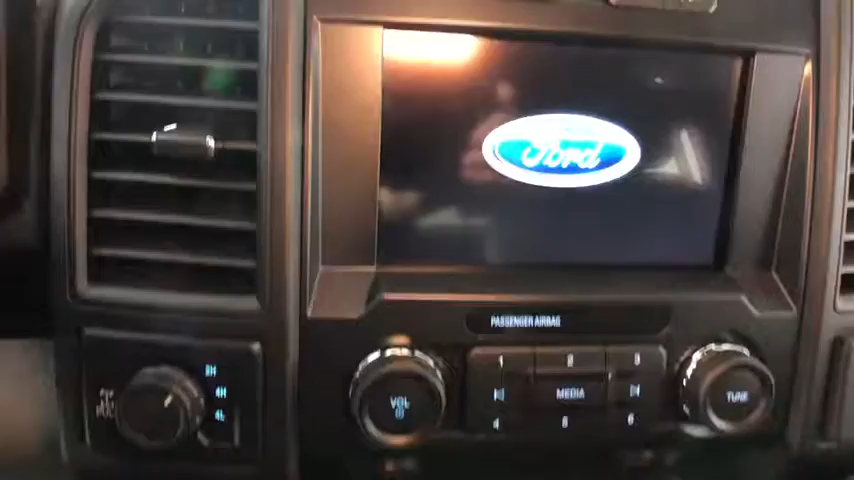 Ford
PASSENGER AIRBAG
2H
4H
4L
VOL
1 2 3
MEDIA
4 5 6
TUNE